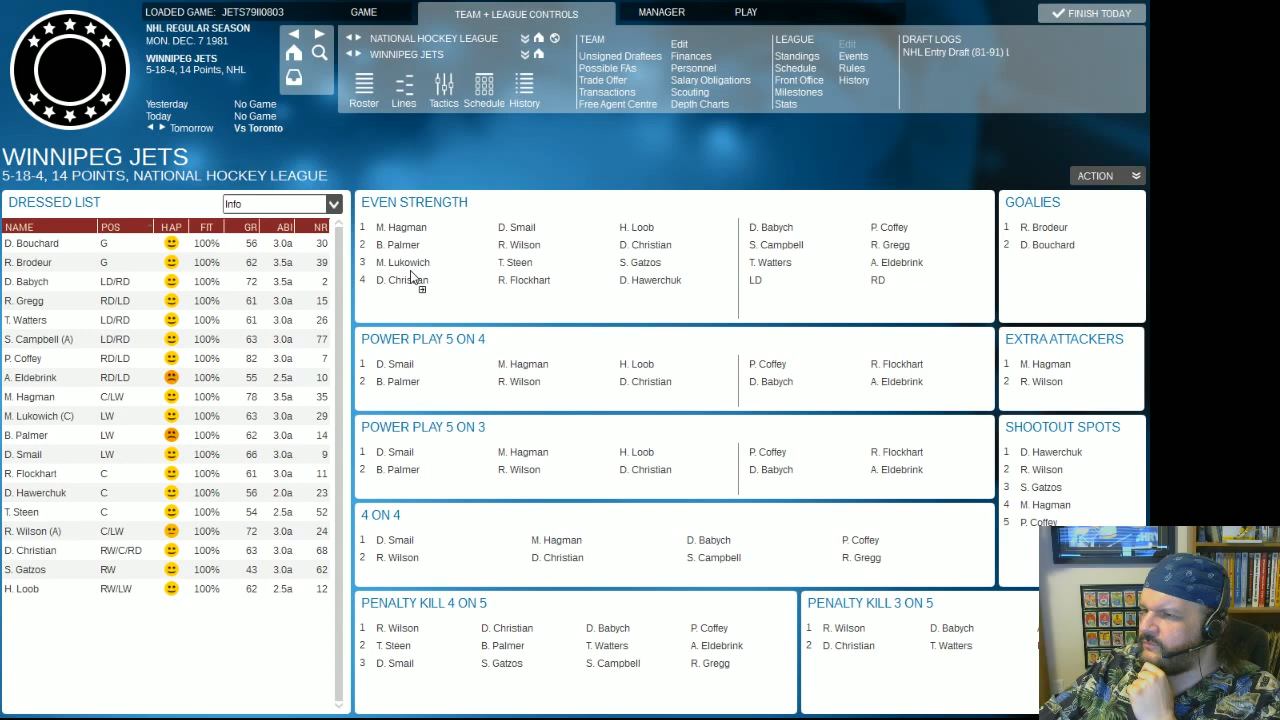 LOADED GAME: JETS79II0803
GAME
TEAM + LEAGUE CONTROLS
MANAGER
PLAY
FINISH TODAY
NHL REGULAR SEASON
MON. DEC. 7 1981
WINNIPEG JETS
5-18-4, 14 POINTS, NHL
Yesterday No Game
Today No Game
Tomorrow Vs Toronto
NATIONAL HOCKEY LEAGUE
WINNIPEG JETS
Roster Lines Tactics Schedule History
TEAM
Unsigned Draftees
Possible FAs
Trade Offer
Transactions
Free Agent Centre
Edit
Finances
Personnel
Salary Obligations
Scouting
Depth Charts
LEAGUE
Standings
Schedule
Front Office
Milestones
Stats
Edit
Events
Rules
History
DRAFT LOGS
NHL Entry Draft (81-91) L
WINNIPEG JETS
5-18-4, 14 POINTS, NATIONAL HOCKEY LEAGUE
ACTION
DRESSED LIST
Info
NAME POS HAP FIT GR ABI NR
D. Bouchard G 100% 56 3.0a 30
R. Brodeur G 100% 62 3.5a 39
D. Babych LD/RD 100% 72 3.5a 2
R. Gregg RD/LD 100% 61 3.0a 15
T. Watters LD/RD 100% 61 3.0a 26
S. Campbell (A) LD/RD 100% 63 3.0a 77
P. Coffey RD/LD 100% 82 3.0a 7
A. Eldebrink RD/LD 100% 55 2.5a 10
M. Hagman C/LW 100% 78 3.5a 35
M. Lukowich (C) LW 100% 63 3.0a 29
B. Palmer LW 100% 62 3.0a 14
D. Smail LW 100% 66 3.0a 9
R. Flockhart C 100% 61 3.0a 11
D. Hawerchuk C 100% 56 2.0a 23
T. Steen C 100% 54 2.5a 52
R. Wilson (A) C/LW 100% 72 3.0a 24
D. Christian RW/C/RD 100% 63 3.0a 68
S. Gatzos RW 100% 43 3.0a 62
H. Loob RW/LW 100% 62 2.5a 12
EVEN STRENGTH
1 M. Hagman D. Smail H. Loob D. Babych P. Coffey
2 B. Palmer R. Wilson D. Christian S. Campbell R. Gregg
3 M. Lukowich T. Steen S. Gatzos T. Watters A. Eldebrink
4 D. Christian R. Flockhart D. Hawerchuk LD RD
GOALIES
1 R. Brodeur
2 D. Bouchard
POWER PLAY 5 ON 4
1 D. Smail M. Hagman H. Loob P. Coffey R. Flockhart
2 B. Palmer R. Wilson D. Christian D. Babych A. Eldebrink
EXTRA ATTACKERS
1 M. Hagman
2 R. Wilson
POWER PLAY 5 ON 3
1 D. Smail M. Hagman H. Loob P. Coffey R. Flockhart
2 B. Palmer R. Wilson D. Christian D. Babych A. Eldebrink
SHOOTOUT SPOTS
1 D. Hawerchuk
2 R. Wilson
3 S. Gatzos
4 M. Hagman
5 P. Coffey
4 ON 4
1 D. Smail M. Hagman D. Babych P. Coffey
2 R. Wilson D. Christian S. Campbell R. Gregg
PENALTY KILL 4 ON 5
1 R. Wilson D. Christian D. Babych P. Coffey
2 T. Steen B. Palmer T. Watters A. Eldebrink
3 D. Smail S. Gatzos S. Campbell R. Gregg
PENALTY KILL 3 ON 5
1 R. Wilson D. Babych
2 D. Christian T. Watters